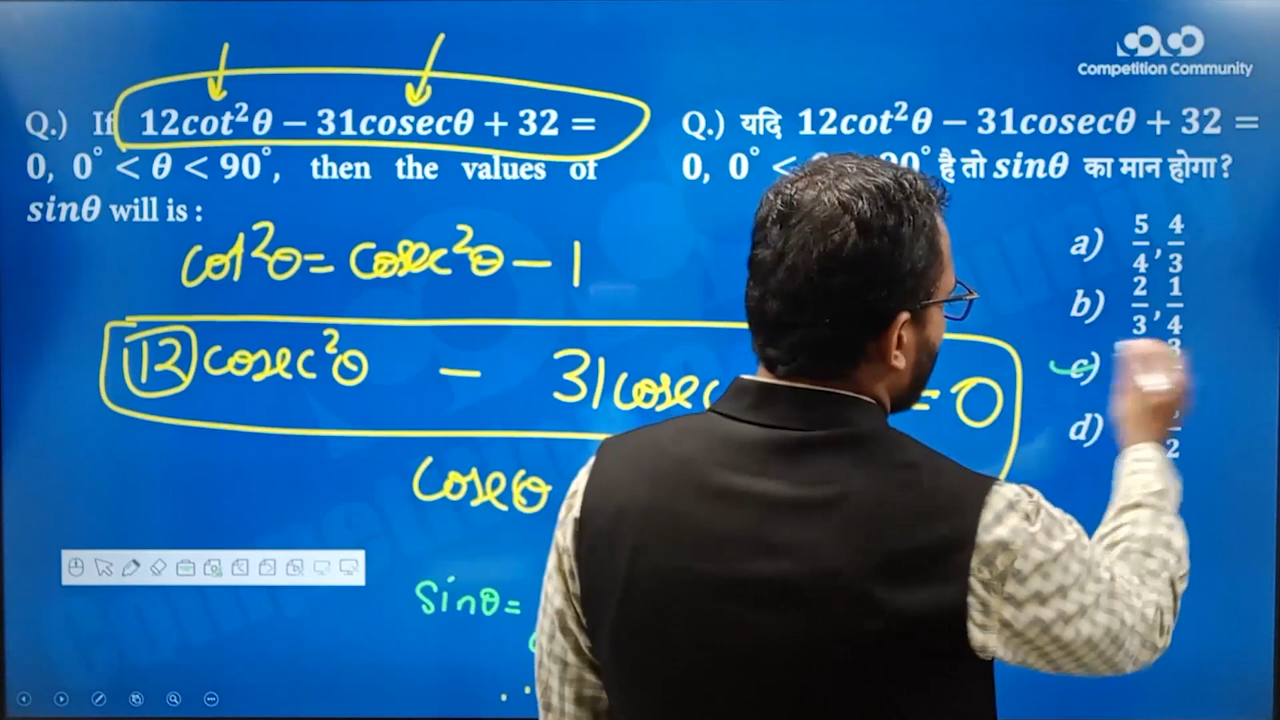 Competition Community
Q.) If 12cot²θ − 31cosecθ + 32 =
0, 0° < θ < 90°, then the values of
sinθ will is :
Q.) यदि 12cot²θ − 31cosecθ + 32 =
0, 0° < 90° है तो sinθ का मान होगा?
a) 5/4, 4/3
b) 2/3, 1/4
c)
d) 2
cot²θ = cosec²θ − 1
12 cosec²θ − 31 cosec = 0
cosecθ
sinθ =